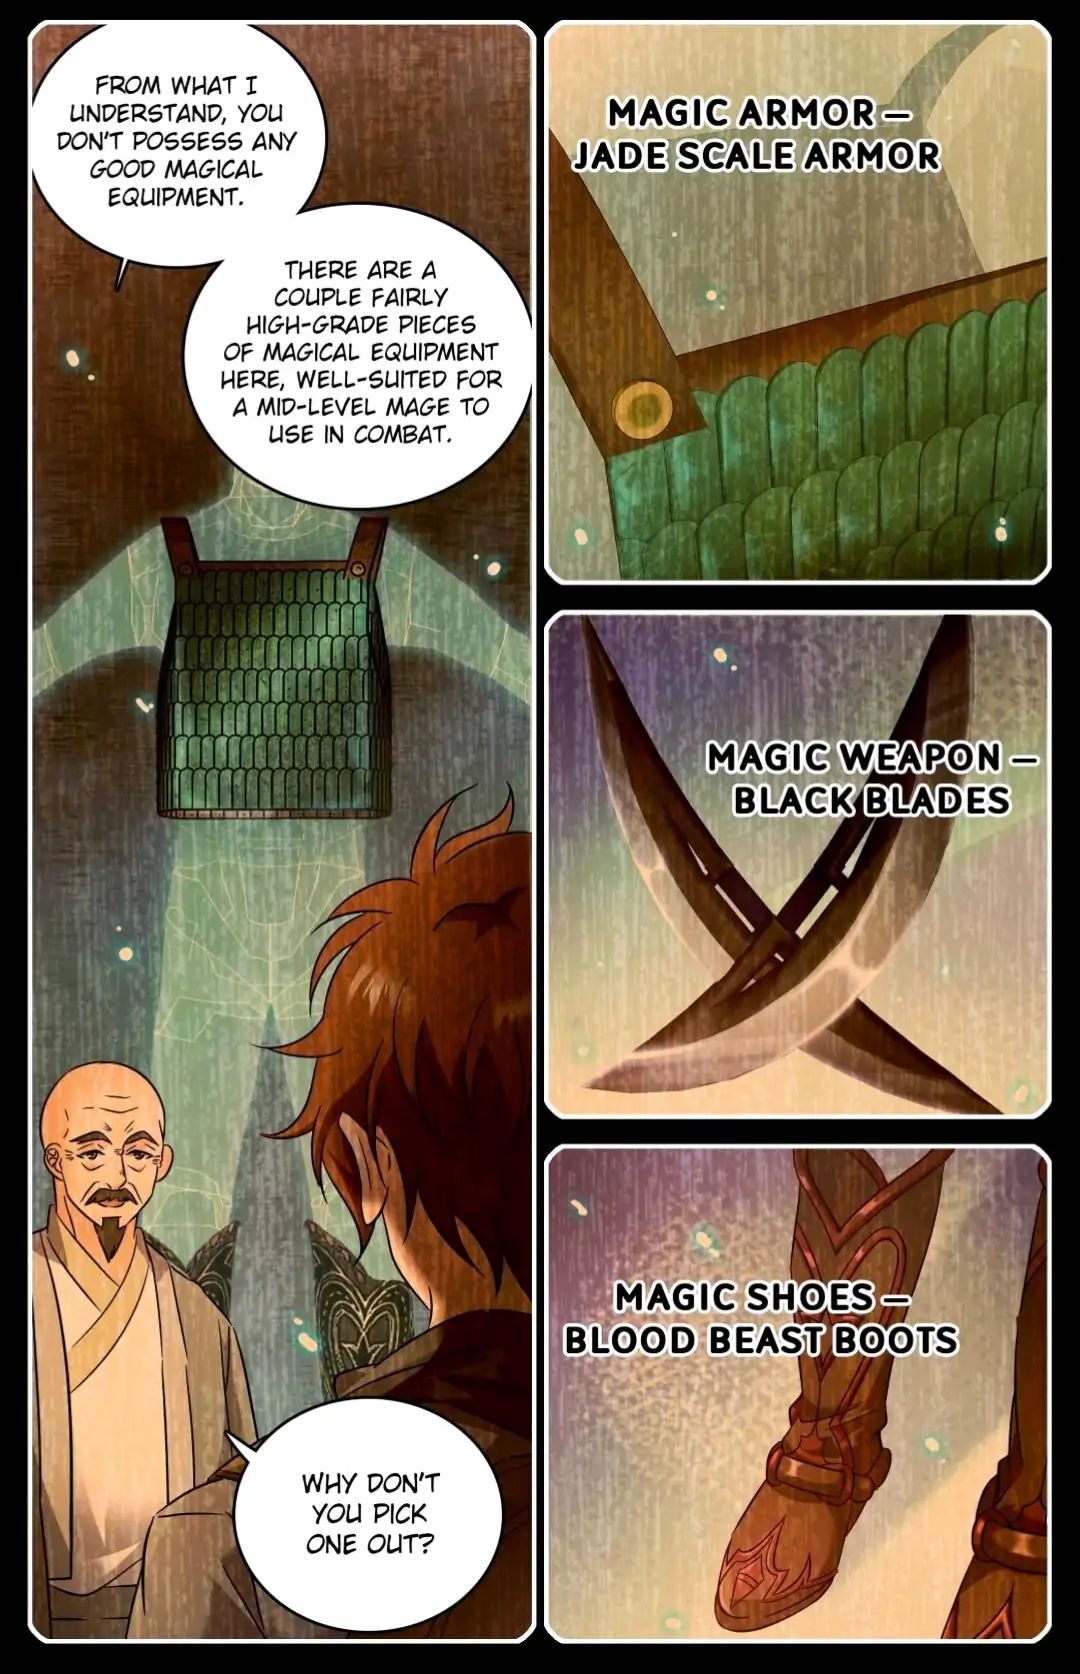 FROM WHAT I
UNDERSTAND, YOU
DON'T POSSESS ANY
GOOD MAGICAL
EQUIPMENT.
THERE ARE A
COUPLE FAIRLY
HIGH-GRADE PIECES
OF MAGICAL EQUIPMENT
HERE, WELL-SUITED FOR
A MID-LEVEL MAGE TO
USE IN COMBAT.
WHY DON'T
YOU PICK
ONE OUT?
MAGIC ARMOR –
JADE SCALE ARMOR
MAGIC WEAPON –
BLACK BLADES
MAGIC SHOES –
BLOOD BEAST BOOTS